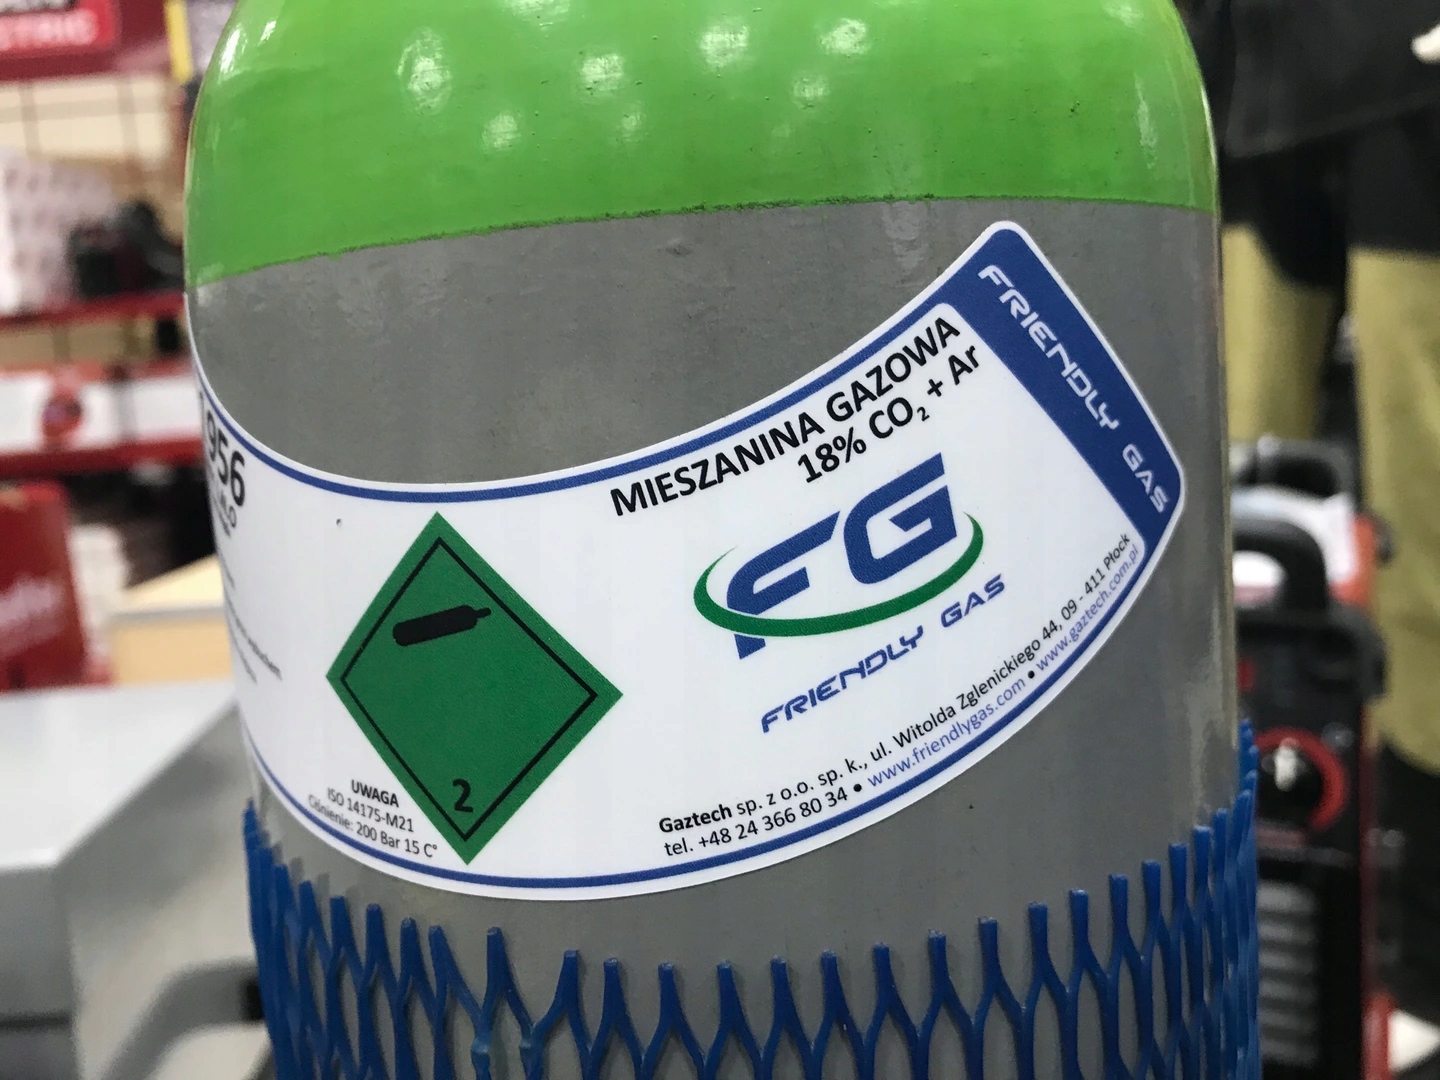 TRIC
956
MIESZANINA GAZOWA
18% CO₂ + Ar
FG
FRIENDLY GAS
FRIENDLY GAS
2
UWAGA
ISO 14175-M21
Ciśnienie: 200 Bar 15 C°
Gaztech sp. z o.o. sp. k., ul. Witolda Zglenickiego 44, 09 - 411 Płock
tel. +48 24 366 80 34 • www.friendlygas.com • www.gaztech.com.pl